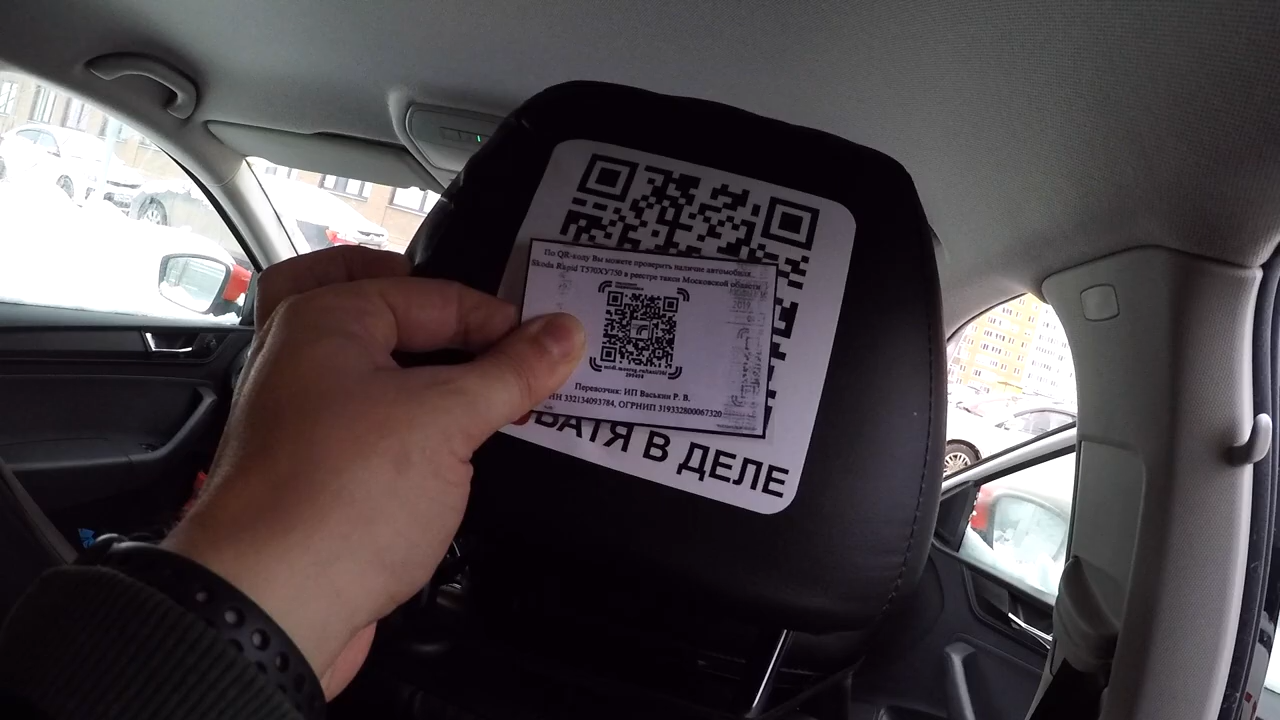 По QR-коду Вы можете проверить наличие автомобиля
Skoda Rapid Т570ХУ750 в реестре такси Московской области
Перевозчик: ИП Васькин Р. В.
ИНН 332134093784, ОГРНИП 319332800067320
БАТЯ В ДЕЛЕ